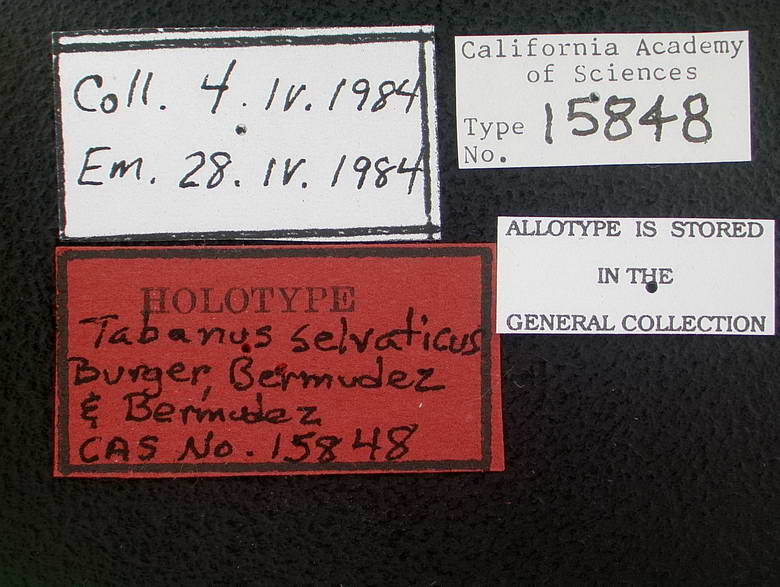 Coll. 4. IV. 1984
Em. 28. IV. 1984
California Academy
of Sciences
Type
No. 15848
ALLOTYPE IS STORED
IN THE
GENERAL COLLECTION
HOLOTYPE
Tabanus selvaticus
Burger, Bermudez
& Bermudez
CAS No. 15848